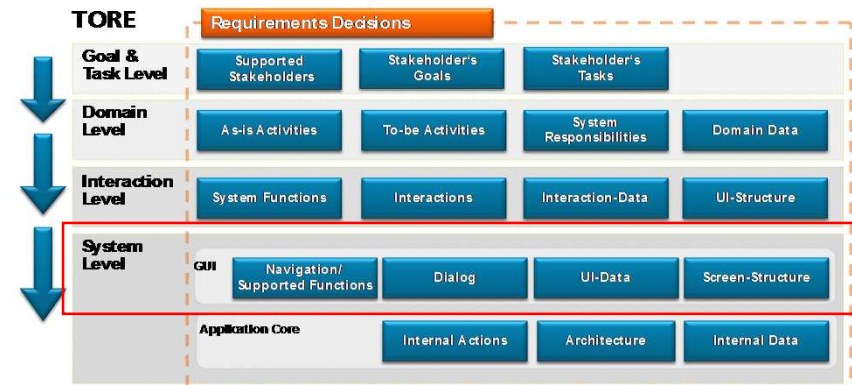 TORE
Requirements Decisions
Goal &
Task Level
Supported
Stakeholders
Stakeholder's
Goals
Stakeholder's
Tasks
Domain
Level
As-is Activities
To-be Activities
System
Responsibilities
Domain Data
Interaction
Level
System Functions
Interactions
Interaction-Data
UI-Structure
System
Level
GUI
Navigation/
Supported Functions
Dialog
UI-Data
Screen-Structure
Application Core
Internal Actions
Architecture
Internal Data